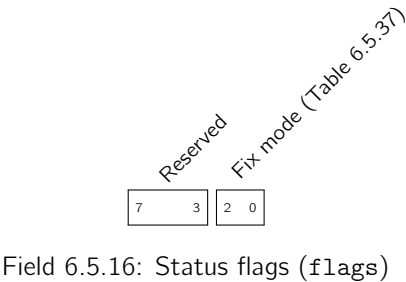 Reserved
Fix mode (Table 6.5.37)
7 3 2 0
Field 6.5.16: Status flags (flags)